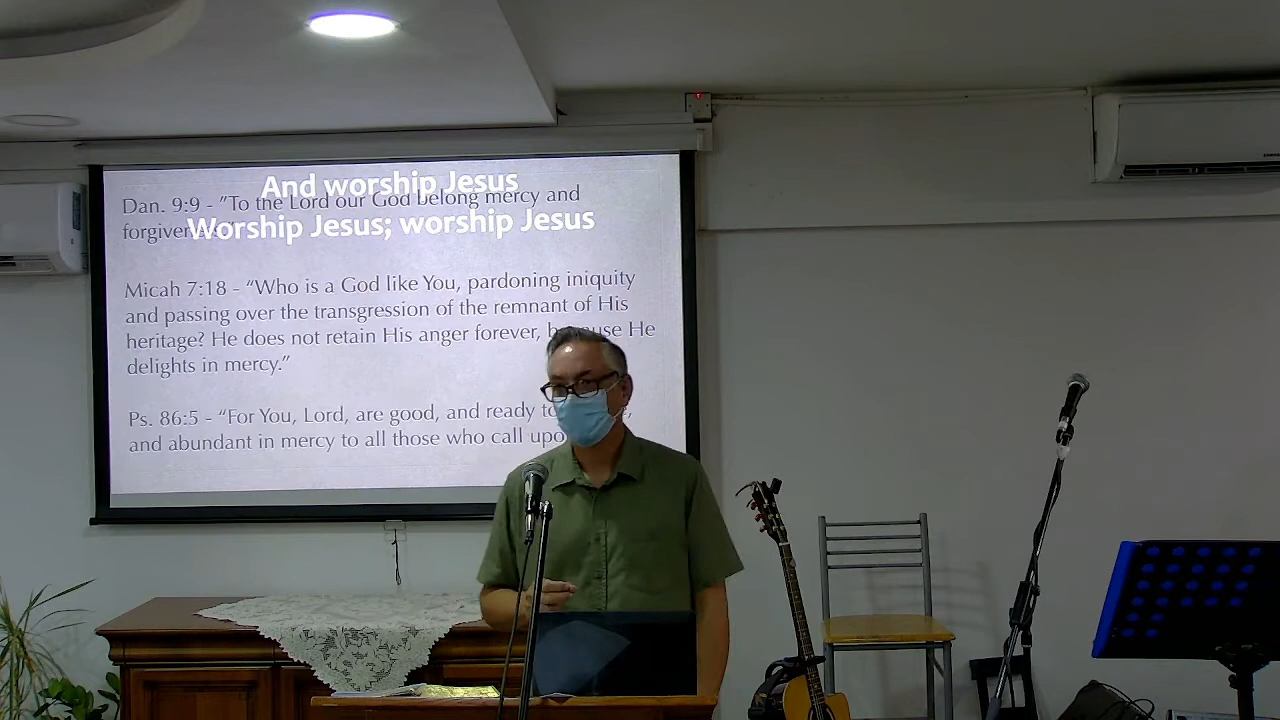 And worship Jesus
Dan. 9:9 - "To the Lord our God belong mercy and
Worship Jesus; worship Jesus
Micah 7:18 - "Who is a God like You, pardoning iniquity
and passing over the transgression of the remnant of His
heritage? He does not retain His anger forever, He
delights in mercy."
Ps. 86:5 - "For You, Lord, are good, and ready
and abundant in mercy to all those who call